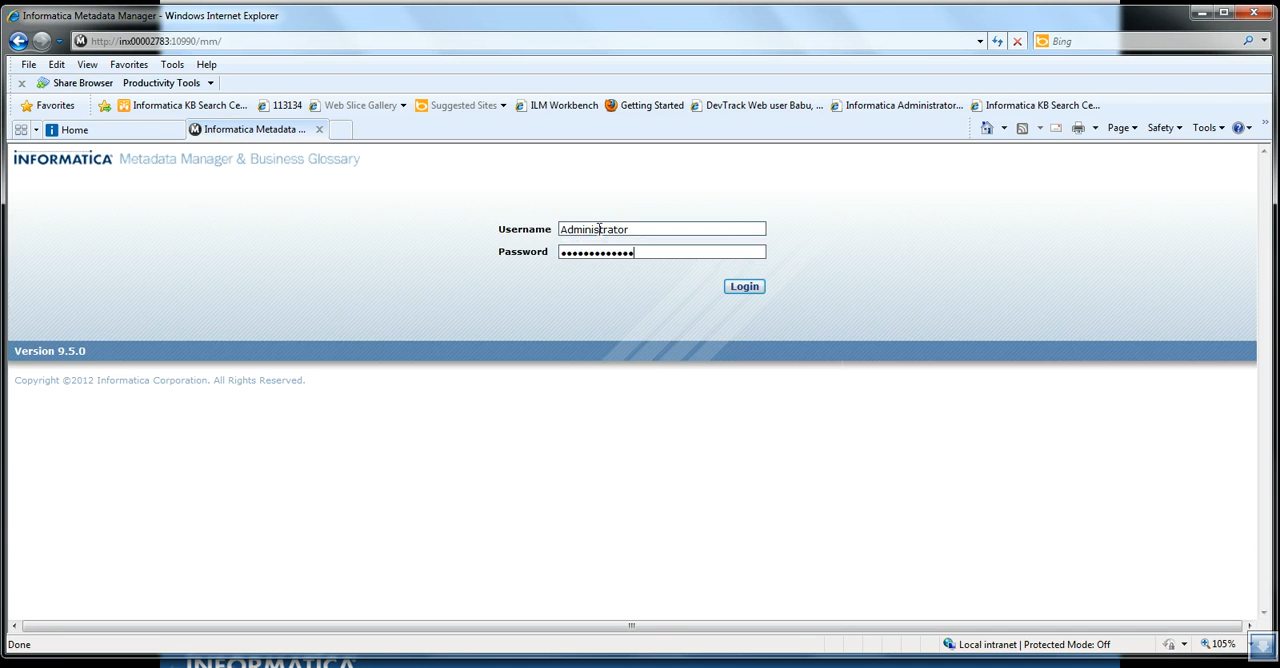 Informatica Metadata Manager - Windows Internet Explorer
http://inx00002783:10990/mm/
Bing
File Edit View Favorites Tools Help
x Share Browser Productivity Tools
Favorites Informatica KB Search Ce... 113134 Web Slice Gallery Suggested Sites ILM Workbench Getting Started DevTrack Web user Babu, ... Informatica Administrator... Informatica KB Search Ce...
Home Informatica Metadata ... x Page Safety Tools
INFORMATICA Metadata Manager & Business Glossary
Username Administrator
Password •••••••••••••
Login
Version 9.5.0
Copyright ©2012 Informatica Corporation. All Rights Reserved.
Done Local intranet | Protected Mode: Off 105%
INFORMATICA